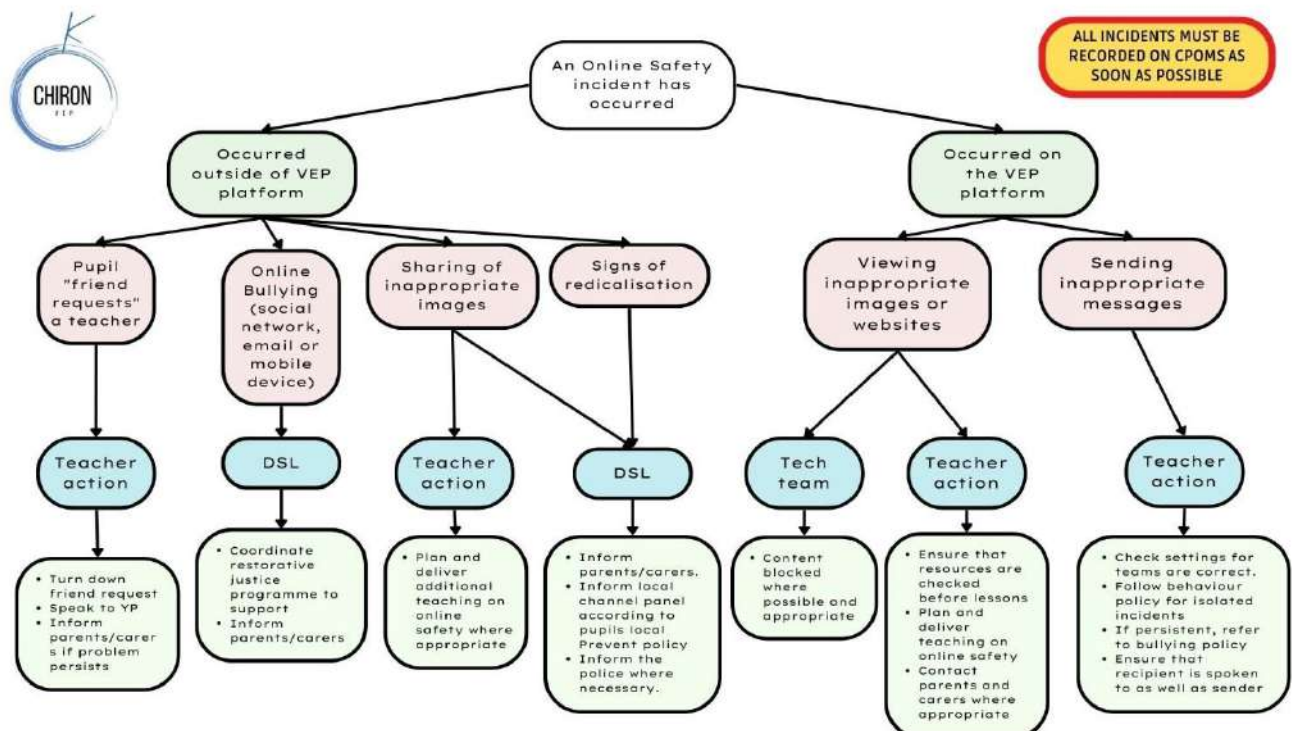 CHIRON
VEP
ALL INCIDENTS MUST BE
RECORDED ON CPOMS AS
SOON AS POSSIBLE
An Online Safety
incident has
occurred
Occurred
outside of VEP
platform
Occurred on
the VEP
platform
Pupil
"friend
requests"
a teacher
Online
Bullying
(social
network,
email or
mobile
device)
Sharing of
inappropriate
images
Signs of
redicalisation
Viewing
inappropriate
images or
websites
Sending
inappropriate
messages
Teacher
action
DSL
Teacher
action
DSL
Tech
team
Teacher
action
Teacher
action
• Turn down
friend request
• Speak to YP
• Inform
parents/carer
s if problem
persists
• Coordinate
restorative
justice
programme to
support
• Inform
parents/carers
• Plan and
deliver
additional
teaching on
online
safety where
appropriate
• Inform
parents/carers.
• Inform local
channel panel
according to
pupils local
Prevent policy
• Inform the
police where
necessary.
• Content
blocked
where
possible and
appropriate
• Ensure that
resources are
checked
before lessons
• Plan and
deliver
teaching on
online safety
• Contact
parents and
carers where
appropriate
• Check settings for
teams are correct.
• Follow behaviour
policy for isolated
incidents
• If persistent, refer
to bullying policy
• Ensure that
recipient is spoken
to as well as sender